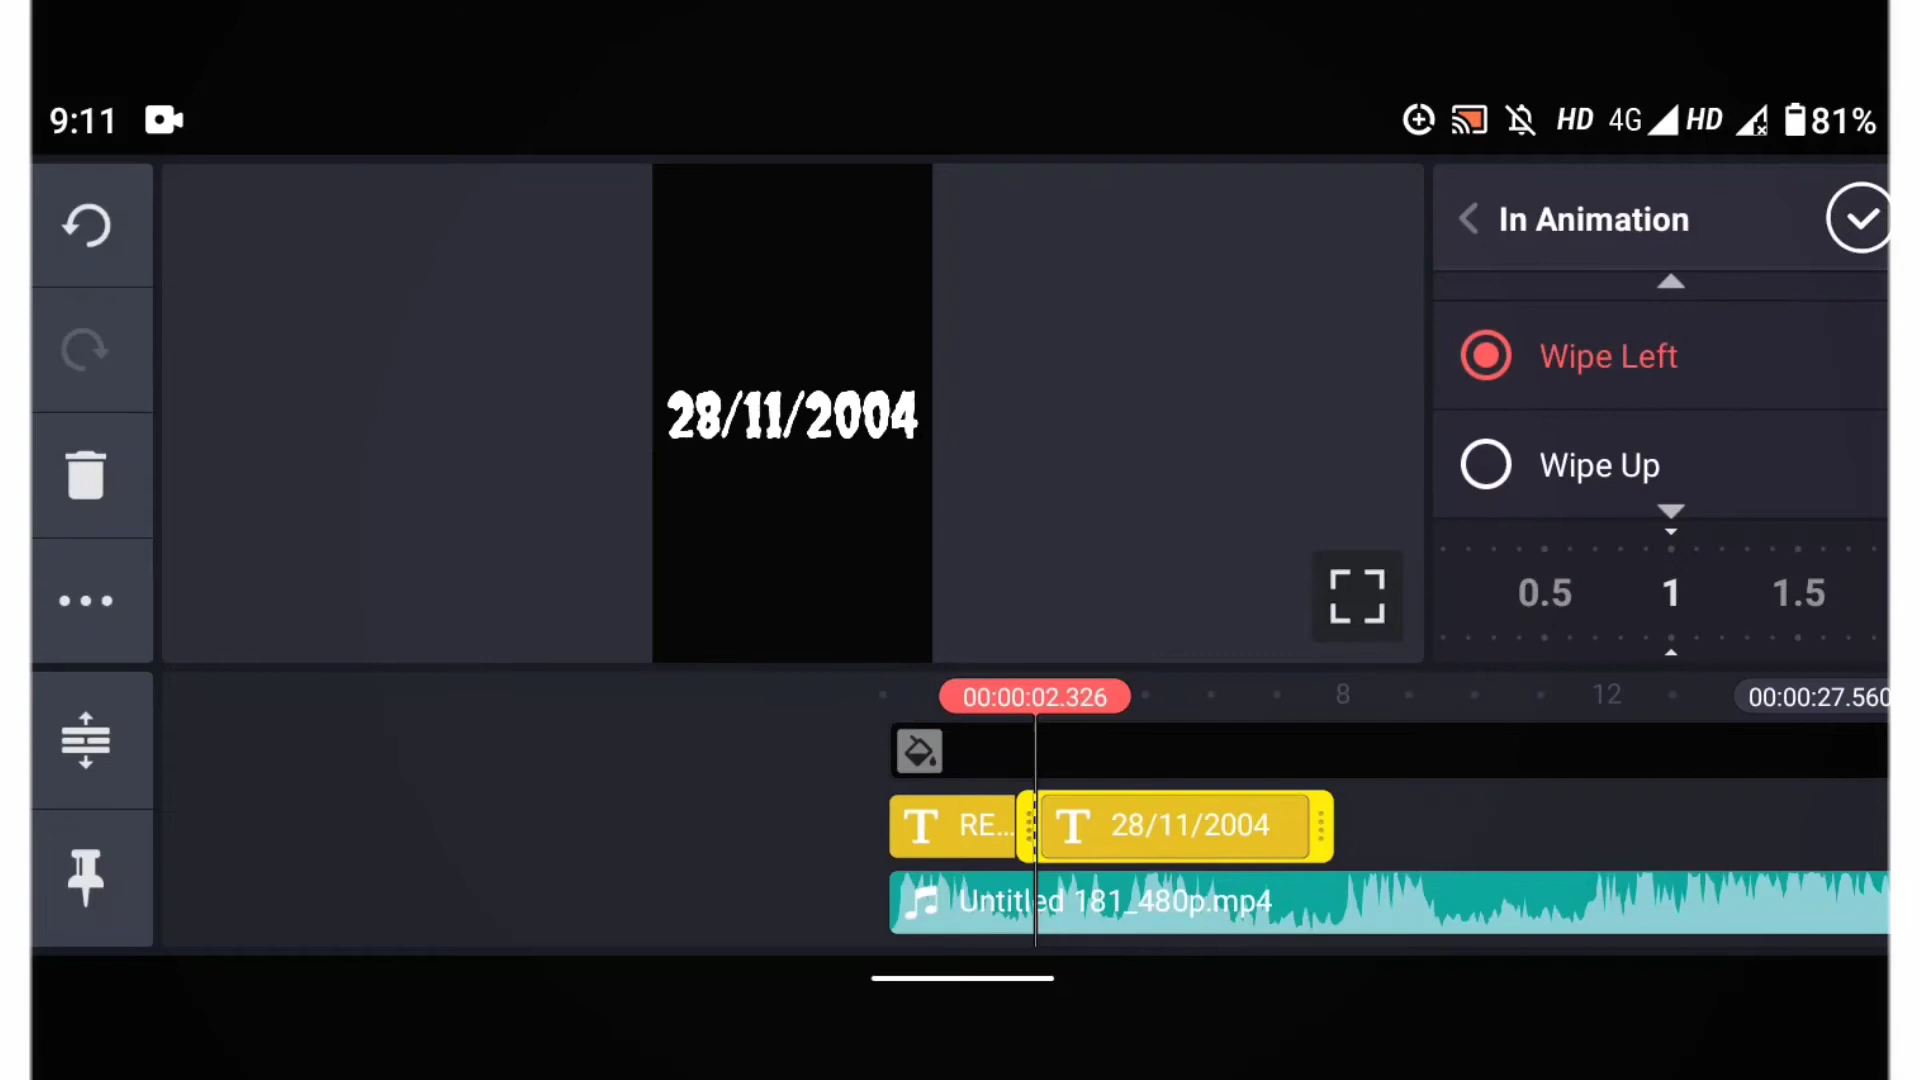 9:11
HD 4G HD 81%
In Animation
Wipe Left
Wipe Up
0.5 1 1.5
28/11/2004
00:00:02.326 8 12 00:00:27.560
T RE... T 28/11/2004
Untitled 181_480p.mp4